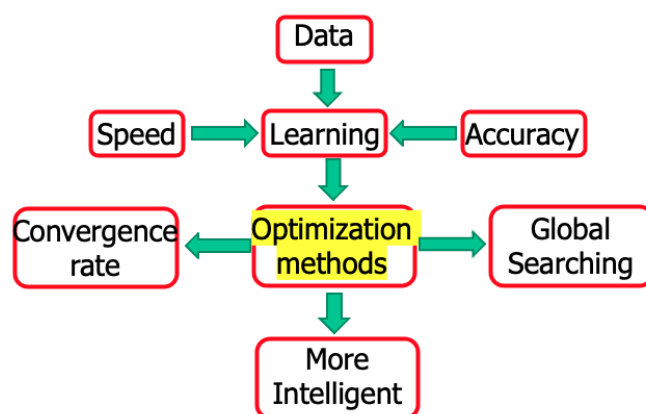 Data
Speed
Learning
Accuracy
Convergence
rate
Optimization
methods
Global
Searching
More
Intelligent